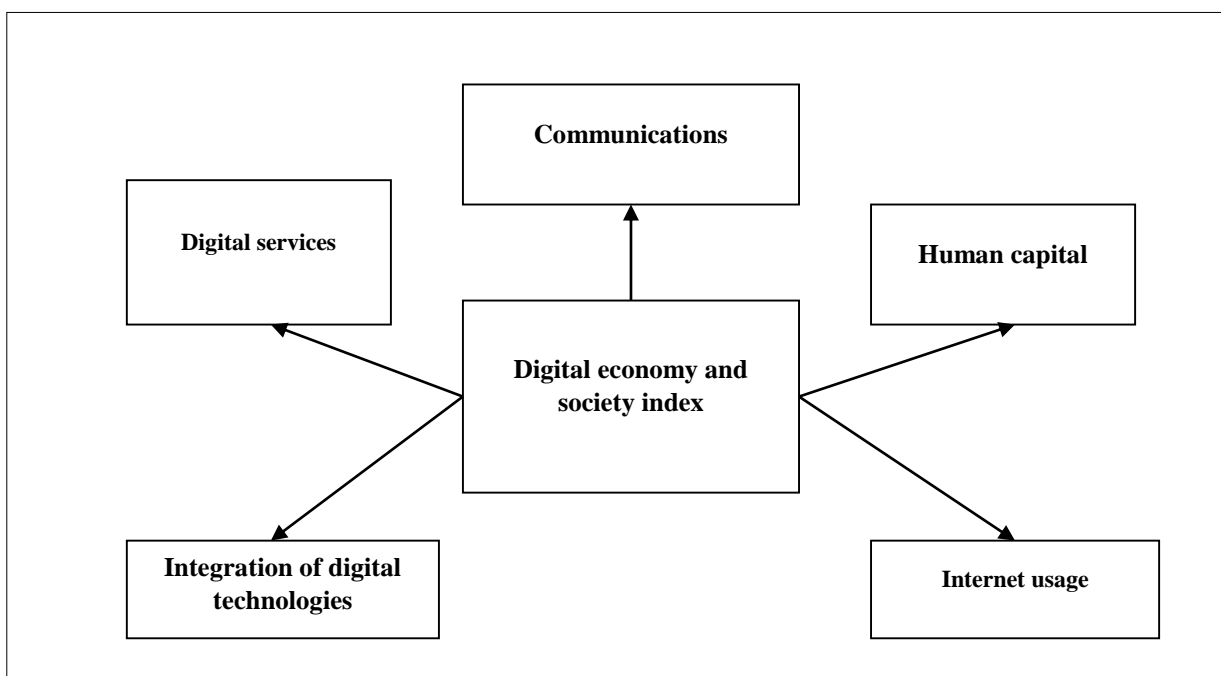 Communications
Digital services
Human capital
Digital economy and
society index
Integration of digital
technologies
Internet usage